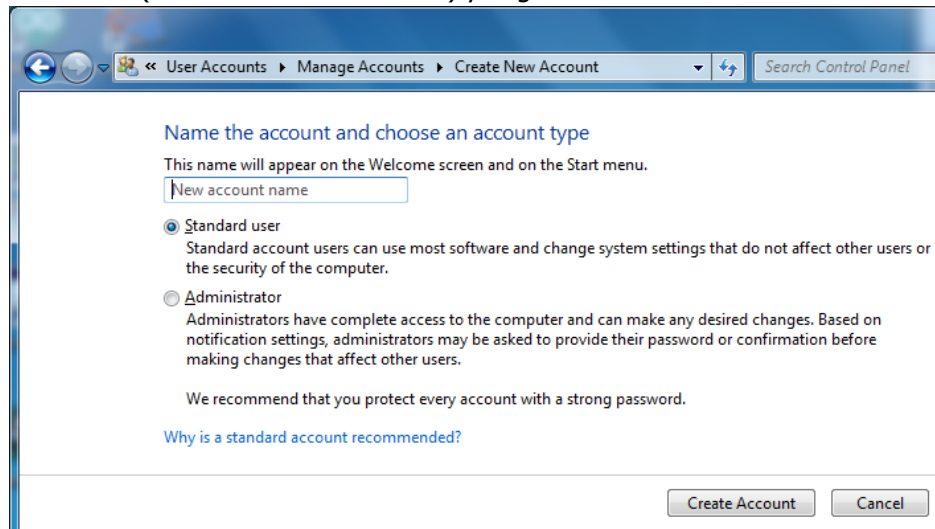 « User Accounts ▸ Manage Accounts ▸ Create New Account
Search Control Panel
Name the account and choose an account type
This name will appear on the Welcome screen and on the Start menu.
New account name
Standard user
Standard account users can use most software and change system settings that do not affect other users or
the security of the computer.
Administrator
Administrators have complete access to the computer and can make any desired changes. Based on
notification settings, administrators may be asked to provide their password or confirmation before
making changes that affect other users.
We recommend that you protect every account with a strong password.
Why is a standard account recommended?
Create Account
Cancel